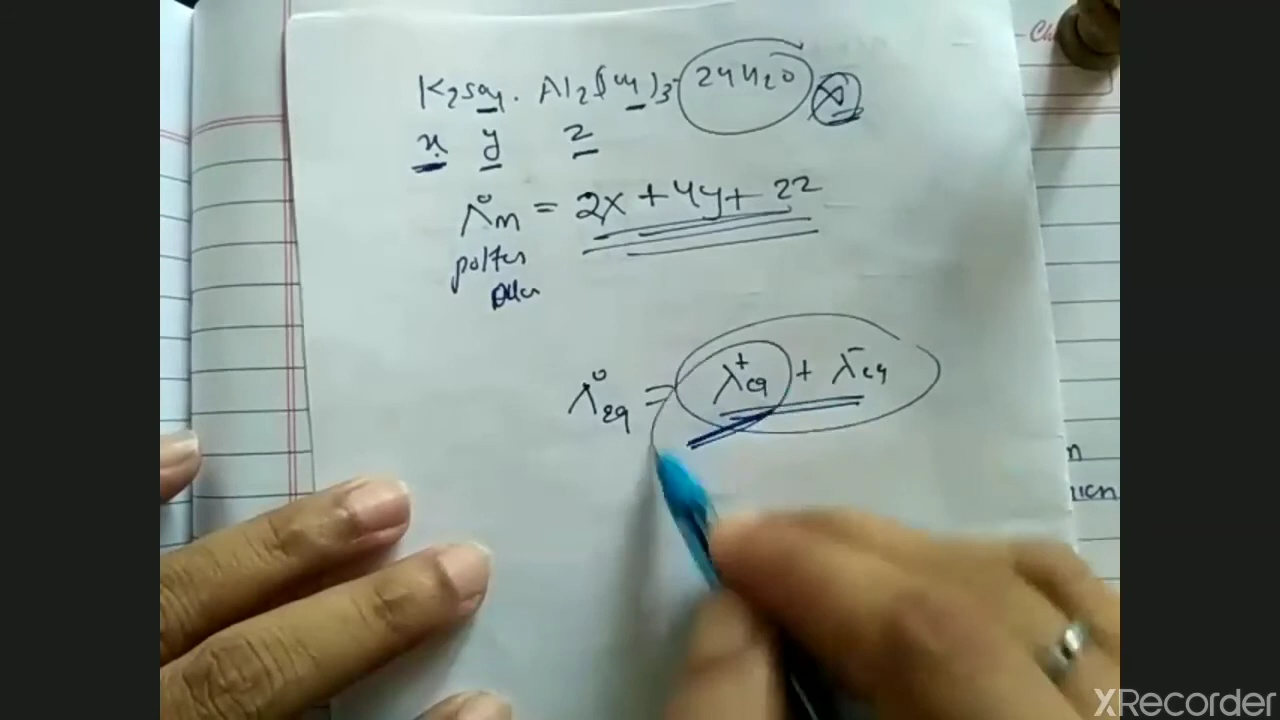 K2SO4. Al2(SO4)3. 24H2O
x y z
λ°m = 2x + 4y + 2z
λ°eq = λ+eq + λ-eq
n
XRecorder